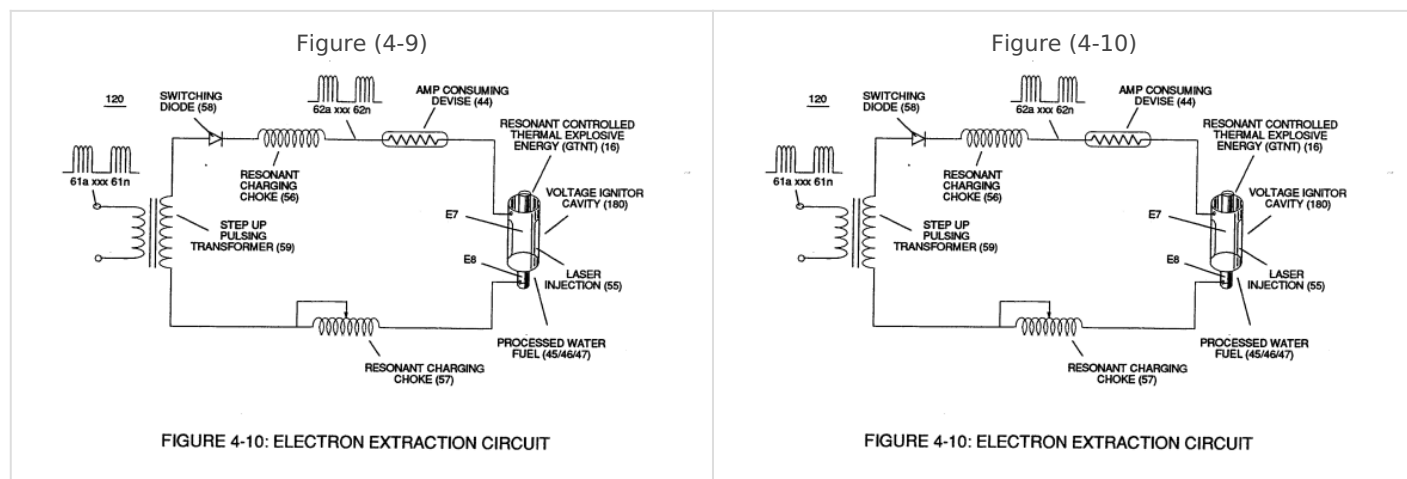 Figure (4-9)
62a xxx 62n
AMP CONSUMING
DEVISE (44)
120
SWITCHING
DIODE (58)
RESONANT CONTROLLED
THERMAL EXPLOSIVE
ENERGY (GTNT) (16)
61a xxx 61n
RESONANT
CHARGING
CHOKE (56)
VOLTAGE IGNITOR
CAVITY (180)
E7
STEP UP
PULSING
TRANSFORMER (59)
E8
LASER
INJECTION (55)
PROCESSED WATER
FUEL (45/46/47)
RESONANT CHARGING
CHOKE (57)
FIGURE 4-10: ELECTRON EXTRACTION CIRCUIT
Figure (4-10)
62a xxx 62n
AMP CONSUMING
DEVISE (44)
120
SWITCHING
DIODE (58)
RESONANT CONTROLLED
THERMAL EXPLOSIVE
ENERGY (GTNT) (16)
61a xxx 61n
RESONANT
CHARGING
CHOKE (56)
VOLTAGE IGNITOR
CAVITY (180)
E7
STEP UP
PULSING
TRANSFORMER (59)
E8
LASER
INJECTION (55)
PROCESSED WATER
FUEL (45/46/47)
RESONANT CHARGING
CHOKE (57)
FIGURE 4-10: ELECTRON EXTRACTION CIRCUIT